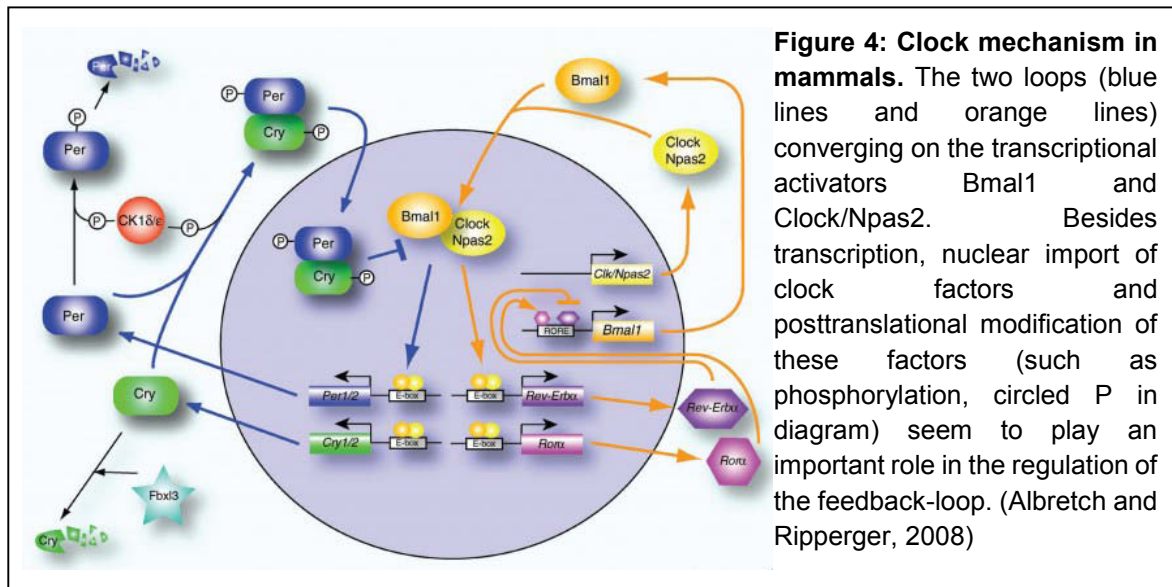 Per
P
Per
CK1δ/ε
P
P
Per
Cry
Fbxl3
Cry
P
Per
Cry
P
P
Per
Cry
P
Bmal1
Clock
Npas2
Bmal1
Clock
Npas2
Clk/Npas2
RORE
Bmal1
Per1/2
E-box
E-box
Rev-Erbα
Cry1/2
E-box
E-box
Rorα
Rev-Erbα
Rorα
Figure 4: Clock mechanism in
mammals. The two loops (blue
lines and orange lines)
converging on the transcriptional
activators Bmal1 and
Clock/Npas2. Besides
transcription, nuclear import of
clock factors and
posttranslational modification of
these factors (such as
phosphorylation, circled P in
diagram) seem to play an
important role in the regulation of
the feedback-loop. (Albretch and
Ripperger, 2008)